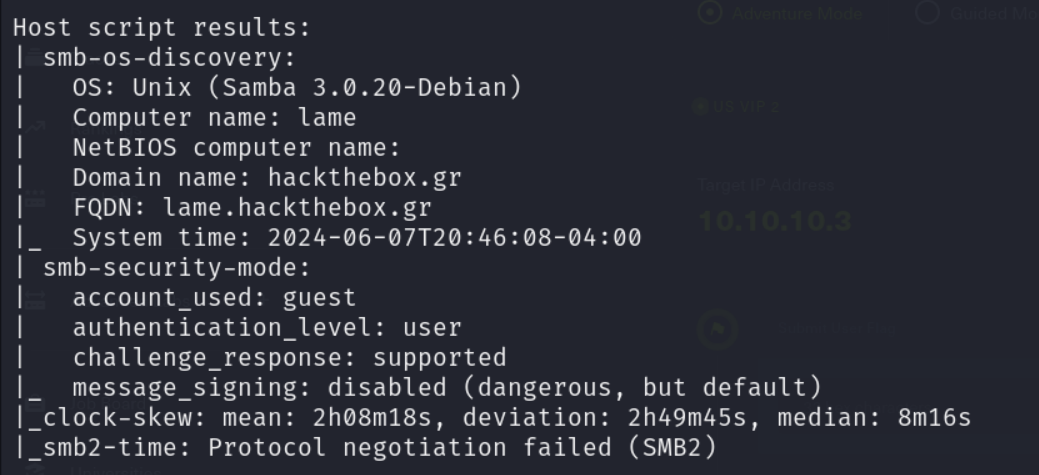 Host script results:
| smb-os-discovery:
|   OS: Unix (Samba 3.0.20-Debian)
|   Computer name: lame
|   NetBIOS computer name:
|   Domain name: hackthebox.gr
|   FQDN: lame.hackthebox.gr
|_  System time: 2024-06-07T20:46:08-04:00
| smb-security-mode:
|   account_used: guest
|   authentication_level: user
|   challenge_response: supported
|_  message_signing: disabled (dangerous, but default)
|_clock-skew: mean: 2h08m18s, deviation: 2h49m45s, median: 8m16s
|_smb2-time: Protocol negotiation failed (SMB2)
Adventure Mode
Guided Mo
US VIP 2
Target IP Address
10.10.10.3